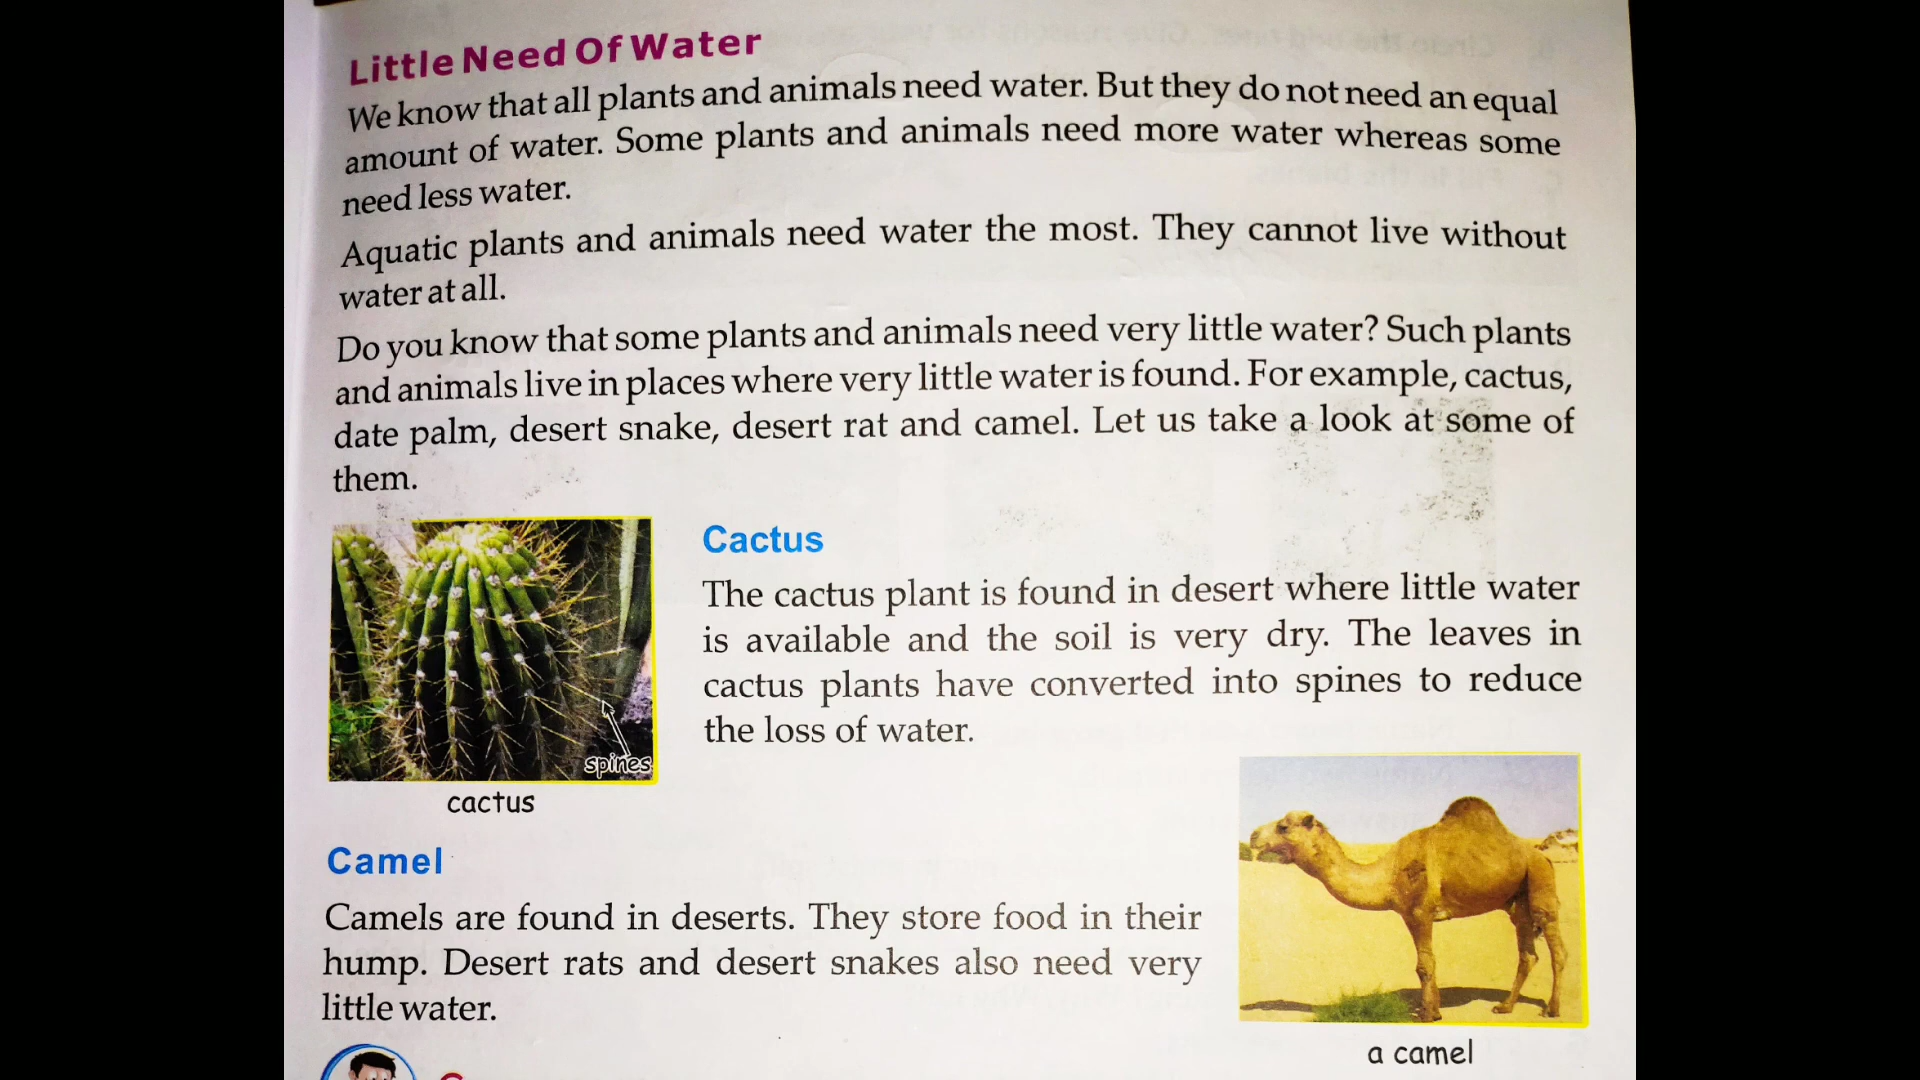 Little Need Of Water
We know that all plants and animals need water. But they do not need an equal
amount of water. Some plants and animals need more water whereas some
need less water.
Aquatic plants and animals need water the most. They cannot live without
water at all.
Do you know that some plants and animals need very little water? Such plants
and animals live in places where very little water is found. For example, cactus,
date palm, desert snake, desert rat and camel. Let us take a look at some of
them.
Cactus
The cactus plant is found in desert where little water
is available and the soil is very dry. The leaves in
cactus plants have converted into spines to reduce
the loss of water.
spines
cactus
Camel
Camels are found in deserts. They store food in their
hump. Desert rats and desert snakes also need very
little water.
a camel